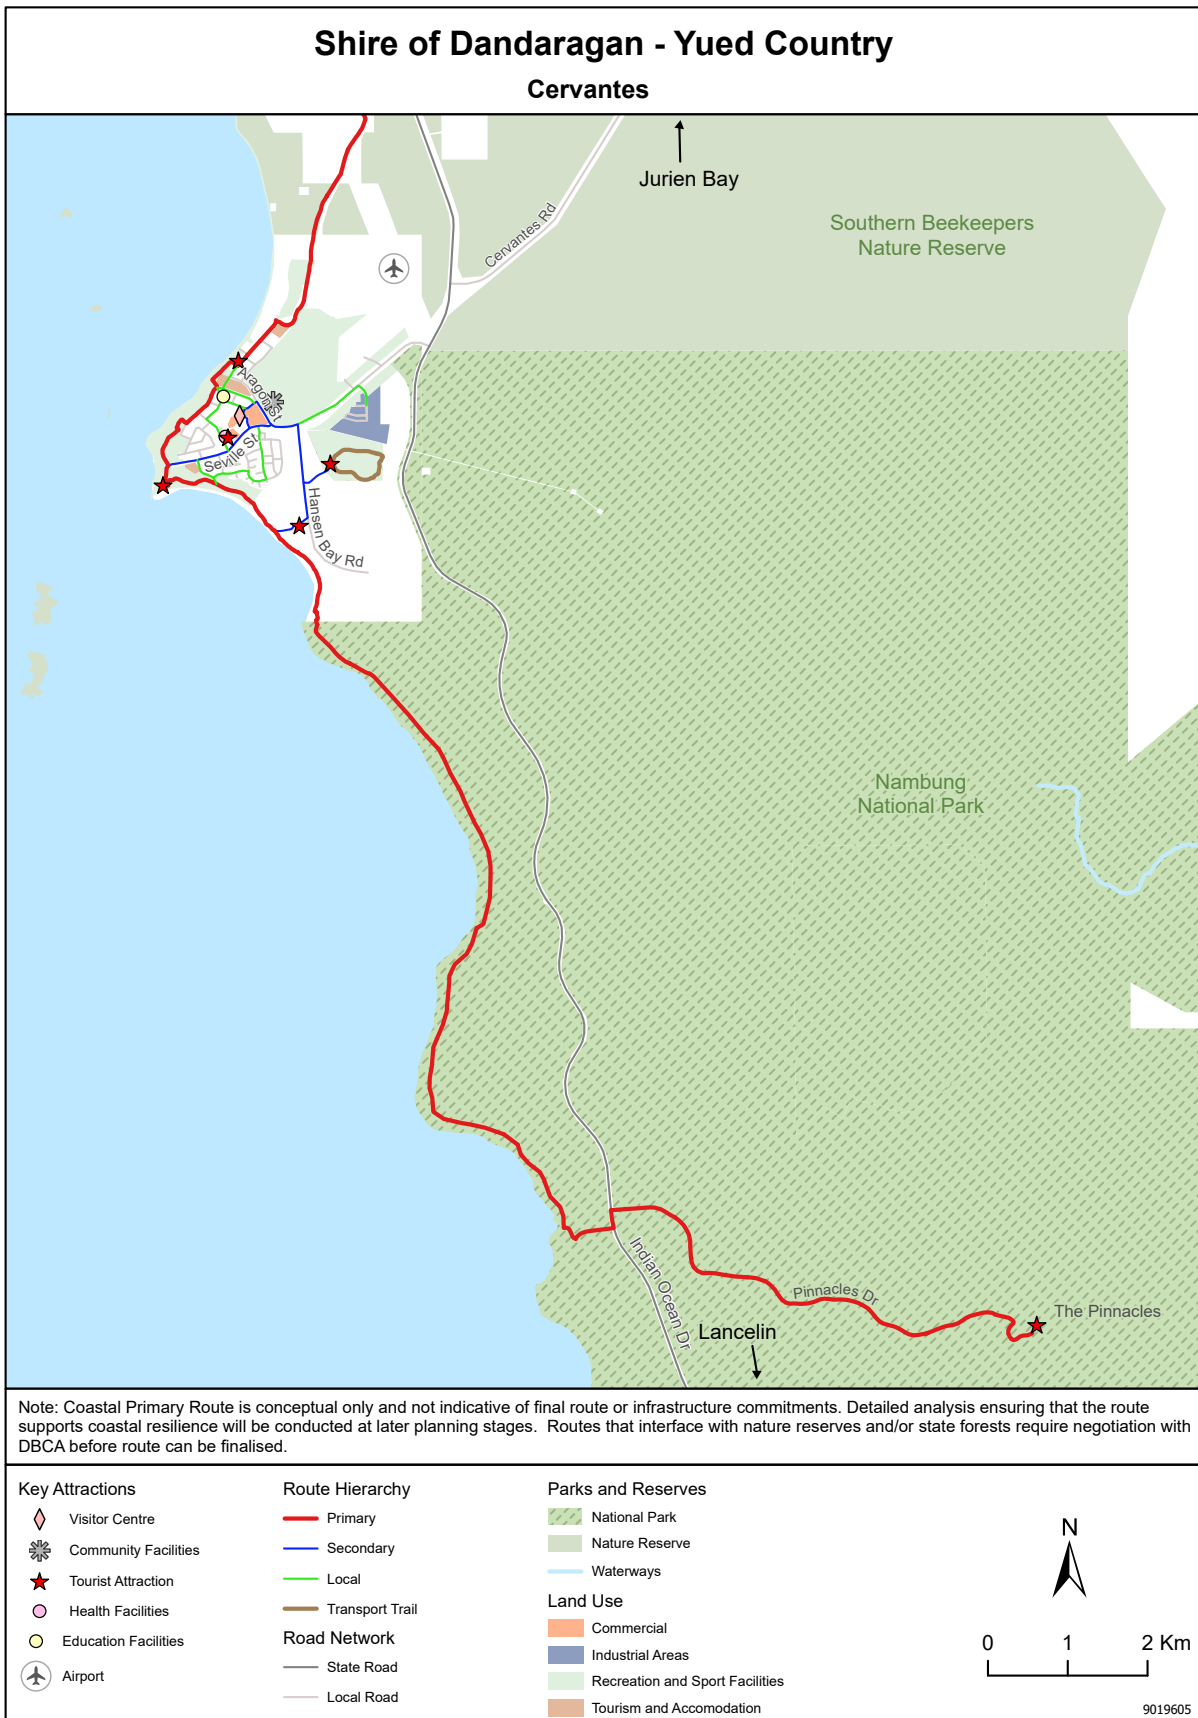 Shire of Dandaragan - Yued Country
Cervantes
Jurien Bay
Southern Beekeepers
Nature Reserve
Cervantes Rd
Aragon St
Seville St
Hansen Bay Rd
Nambung
National Park
Indian Ocean Dr
Pinnacles Dr
The Pinnacles
Lancelin
Note: Coastal Primary Route is conceptual only and not indicative of final route or infrastructure commitments. Detailed analysis ensuring that the route
supports coastal resilience will be conducted at later planning stages. Routes that interface with nature reserves and/or state forests require negotiation with
DBCA before route can be finalised.
Key Attractions
Visitor Centre
Community Facilities
Tourist Attraction
Health Facilities
Education Facilities
Airport
Route Hierarchy
Primary
Secondary
Local
Transport Trail
Road Network
State Road
Local Road
Parks and Reserves
National Park
Nature Reserve
Waterways
Land Use
Commercial
Industrial Areas
Recreation and Sport Facilities
Tourism and Accomodation
N
0 1 2 Km
9019605